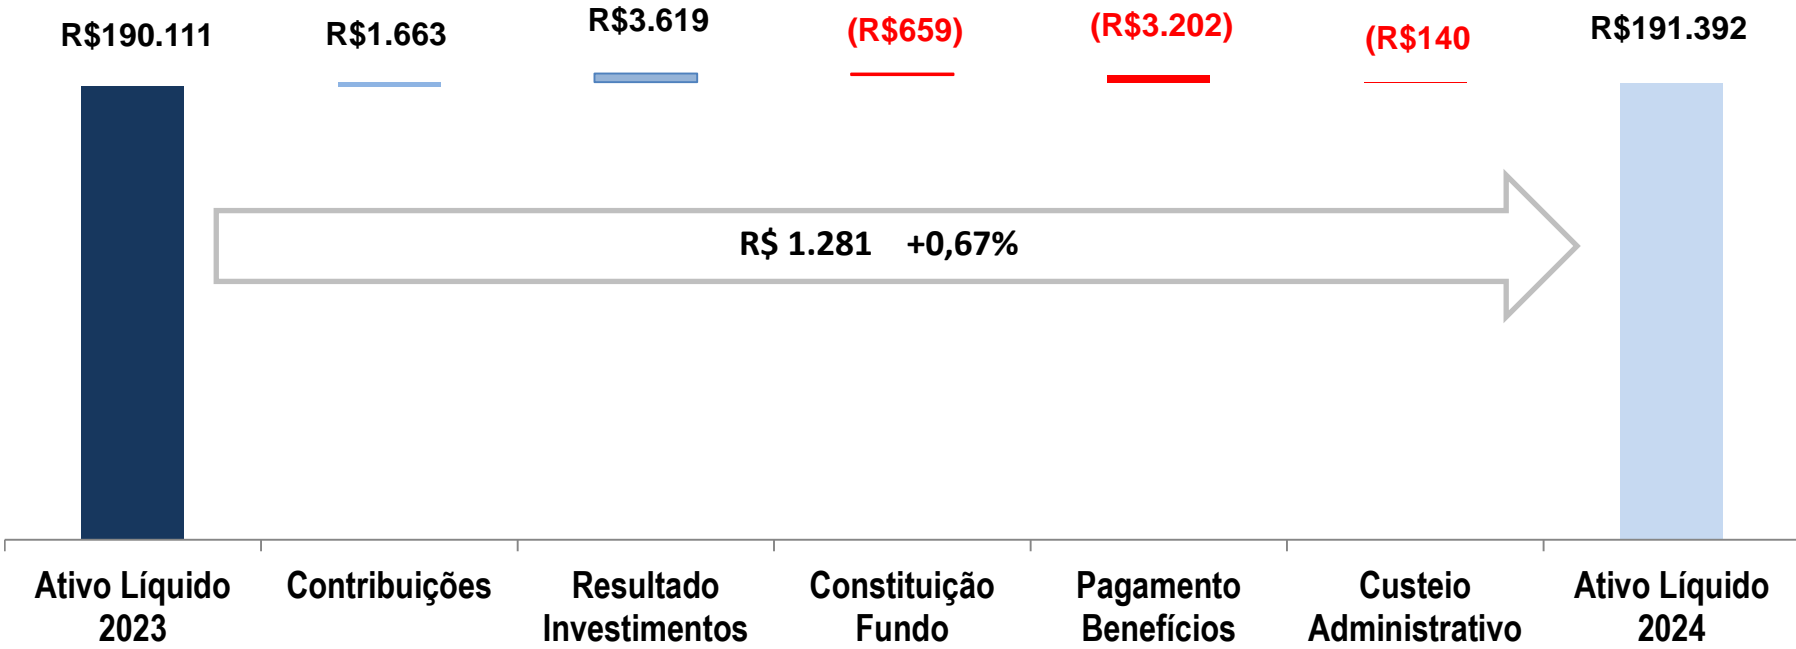 R$190.111
R$1.663
R$3.619
(R$659)
(R$3.202)
(R$140
R$191.392
R$ 1.281 +0,67%
Ativo Líquido
2023
Contribuições
Resultado
Investimentos
Constituição
Fundo
Pagamento
Benefícios
Custeio
Administrativo
Ativo Líquido
2024